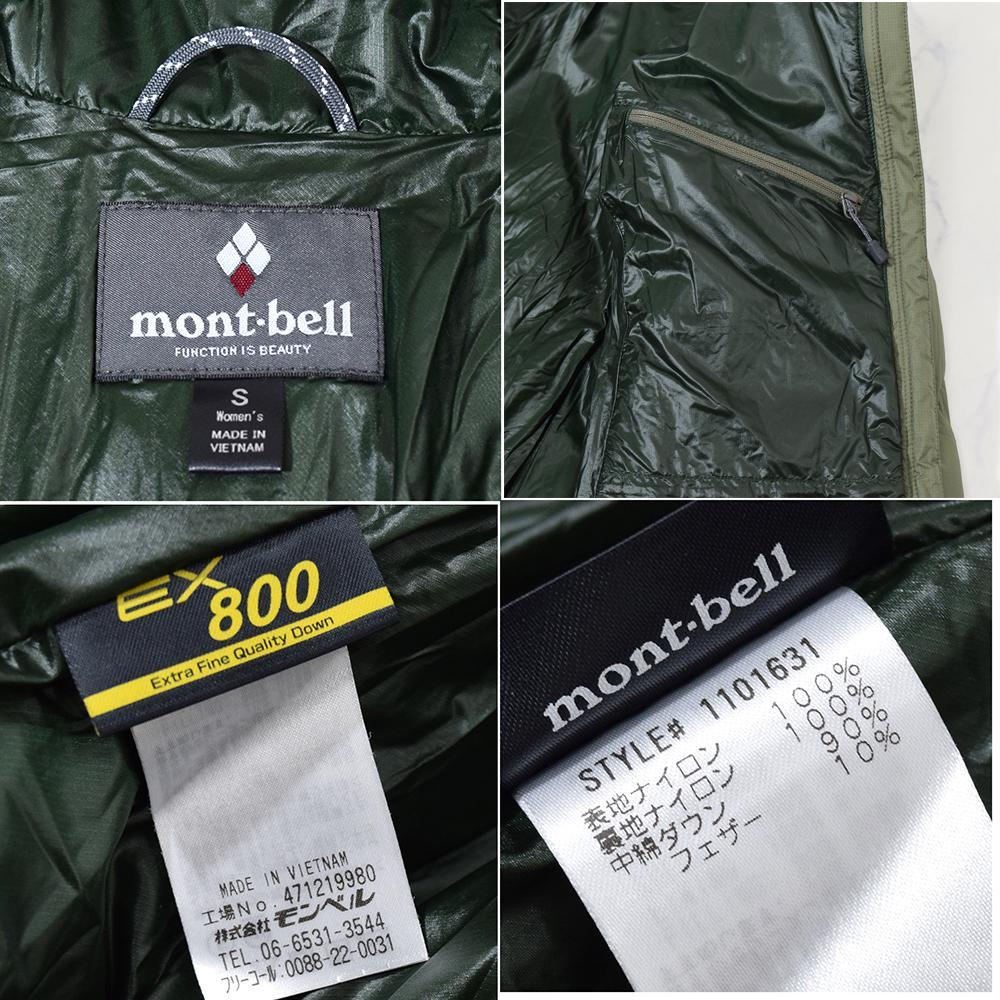 mont·bell
FUNCTION IS BEAUTY
S
Women's
MADE IN
VIETNAM
EX
800
Extra Fine Quality Down
MADE IN VIETNAM
工場No. 471219980
株式会社モンベル
TEL. 06-6531-3544
フリーコール:0088-22-0031
mont·bell
STYLE# 1101631
表地ナイロン 100%
裏地ナイロン 100%
中綿ダウン 90%
フェザー 10%